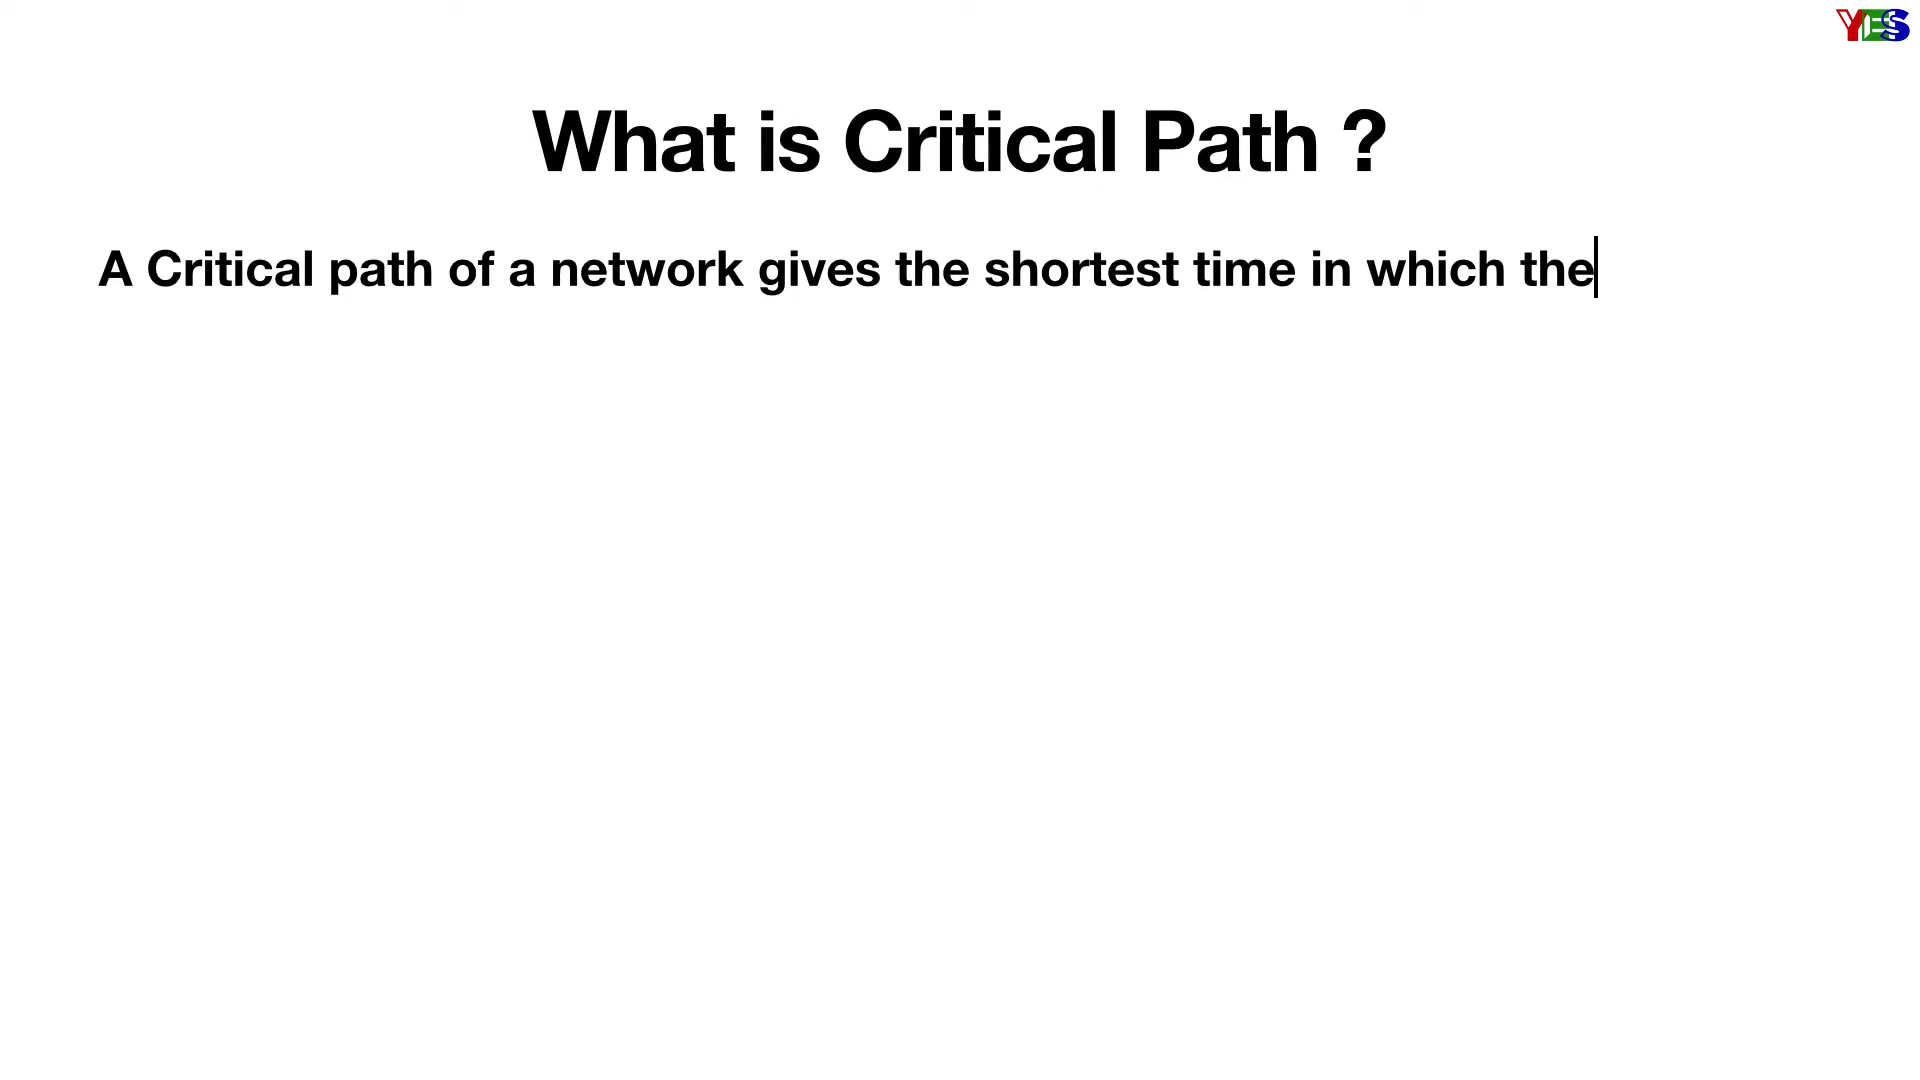 YES
What is Critical Path ?
A Critical path of a network gives the shortest time in which the